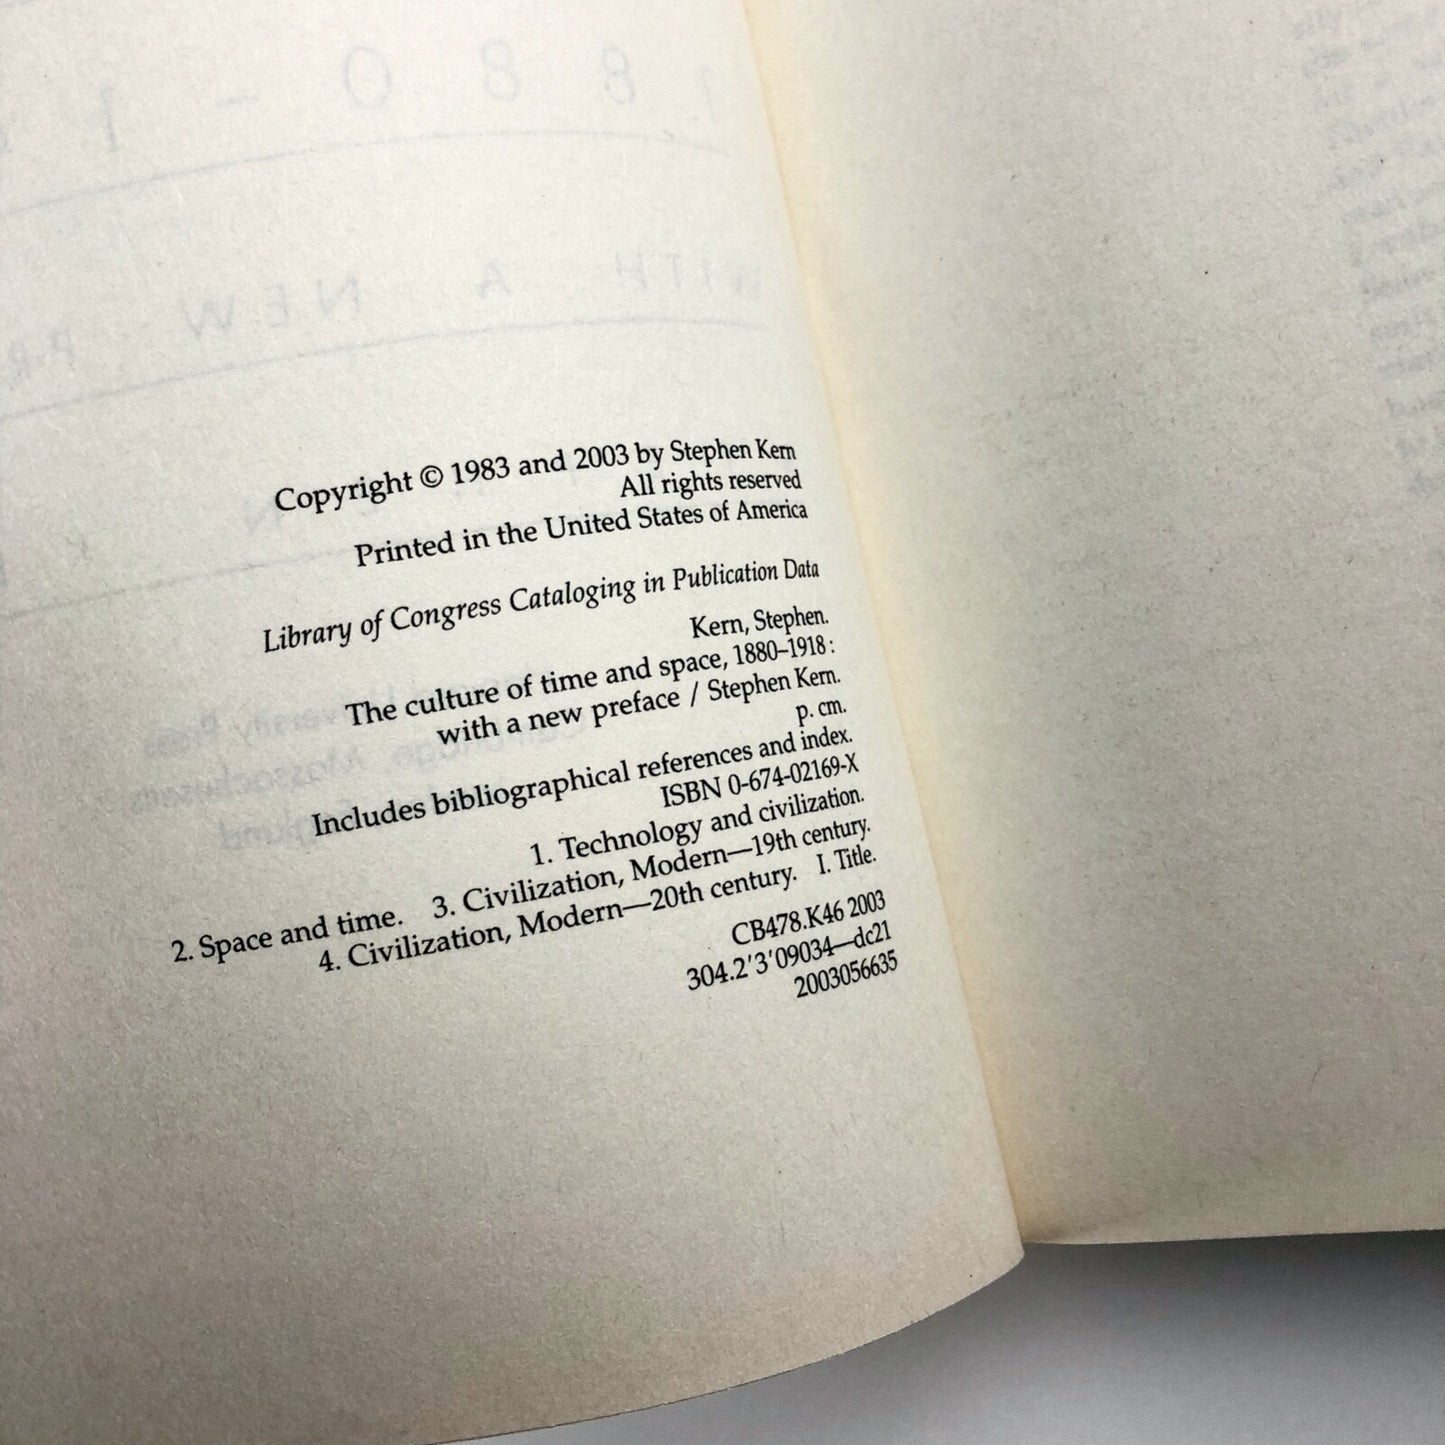 Copyright © 1983 and 2003 by Stephen Kern
All rights reserved
Printed in the United States of America
Library of Congress Cataloging in Publication Data
Kern, Stephen.
The culture of time and space, 1880–1918:
with a new preface / Stephen Kern.
p. cm.
Includes bibliographical references and index.
ISBN 0-674-02169-X
1. Technology and civilization.
2. Space and time. 3. Civilization, Modern—19th century.
4. Civilization, Modern—20th century. I. Title.
CB478.K46 2003
304.2'3'09034—dc21
2003056635